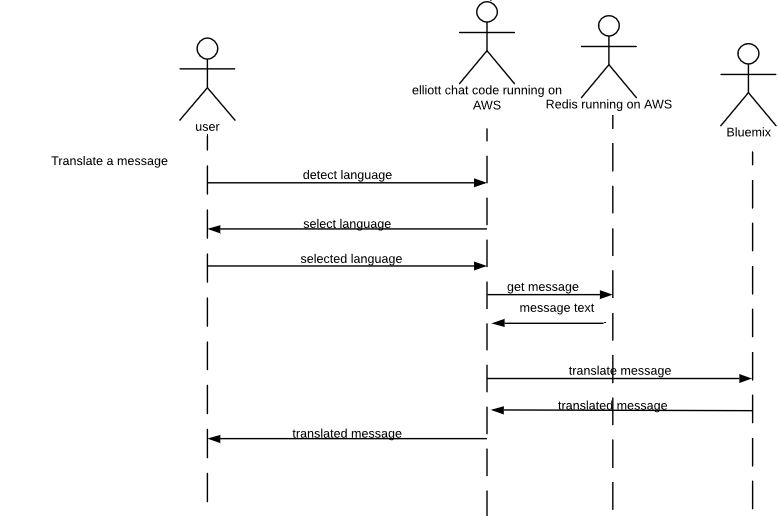 elliott chat code running on
AWS
Redis running on AWS
user
Bluemix
Translate a message
detect language
select language
selected language
get message
message text
translate message
translated message
translated message